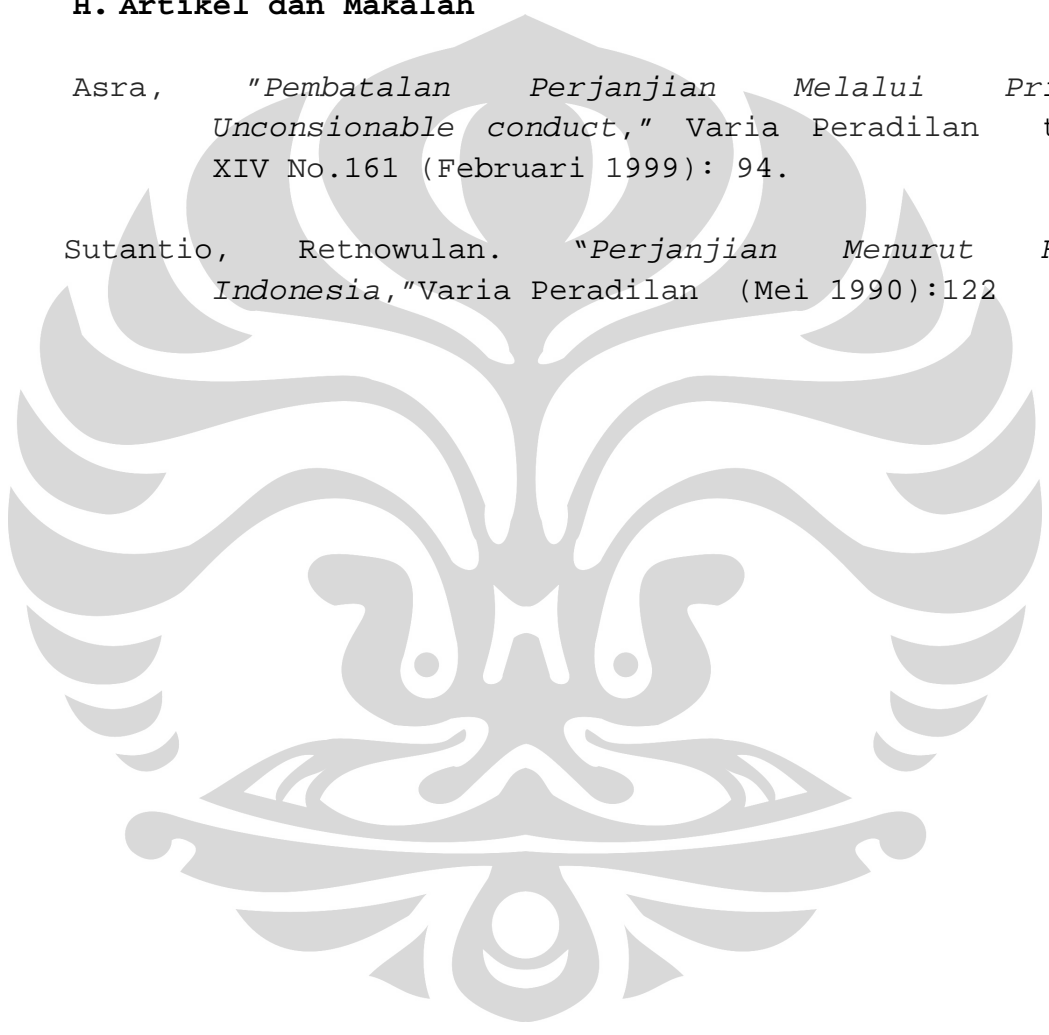 H. Artikel dan Makalah
Asra, "Pembatalan Perjanjian Melalui
Unconsionable conduct," Varia Peradilan
XIV No.161 (Februari 1999): 94.
Sutantio, Retnowulan. "Perjanjian Menurut
Indonesia,"Varia Peradilan (Mei 1990):122